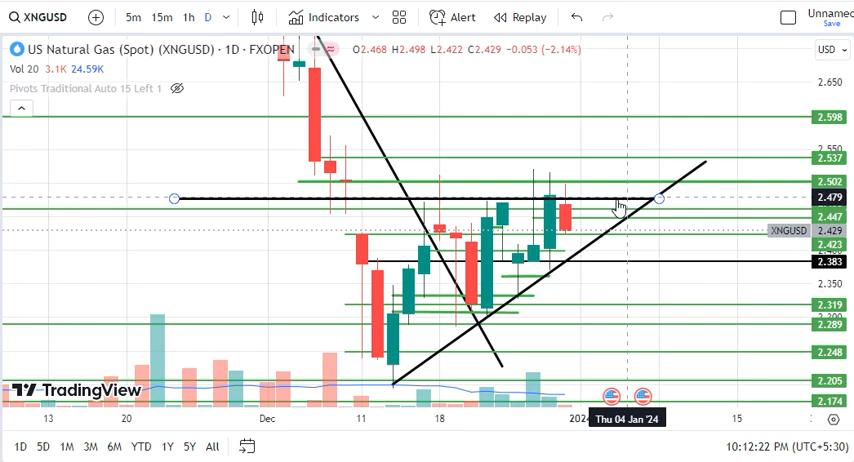 XNGUSD 5m 15m 1h D Indicators Alert Replay Unnamed
Save
US Natural Gas (Spot) (XNGUSD) · 1D · FXOPEN O2.468 H2.498 L2.422 C2.429 -0.053 (-2.14%) USD
Vol 20 3.1K 24.59K
Pivots Traditional Auto 15 Left 1
2.650
2.598
2.537
2.502
2.479
2.447
XNGUSD 2.429
2.423
2.383
2.350
2.319
2.289
2.248
2.205
2.174
TradingView
13 20 Dec 11 18 2024 Thu 04 Jan '24 15
1D 5D 1M 3M 6M YTD 1Y 5Y All 10:12:22 PM (UTC+5:30)